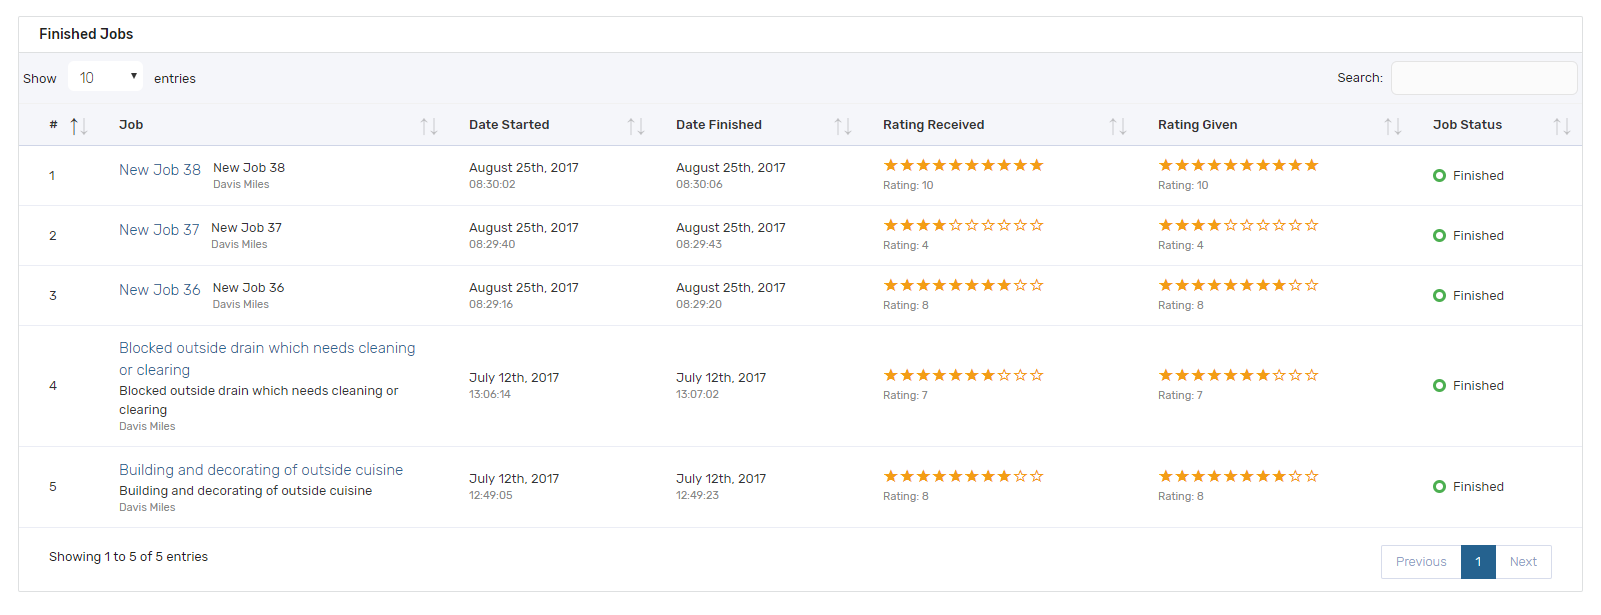 Finished Jobs
Show 10 entries Search:
# Job Date Started Date Finished Rating Received Rating Given Job Status
1 New Job 38 New Job 38 August 25th, 2017 August 25th, 2017 Finished
Davis Miles 08:30:02 08:30:06 Rating: 10 Rating: 10
2 New Job 37 New Job 37 August 25th, 2017 August 25th, 2017 Finished
Davis Miles 08:29:40 08:29:43 Rating: 4 Rating: 4
3 New Job 36 New Job 36 August 25th, 2017 August 25th, 2017 Finished
Davis Miles 08:29:16 08:29:20 Rating: 8 Rating: 8
Blocked outside drain which needs cleaning
or clearing
4 Blocked outside drain which needs cleaning or July 12th, 2017 July 12th, 2017 Finished
clearing 13:06:14 13:07:02 Rating: 7 Rating: 7
Davis Miles
Building and decorating of outside cuisine
5 Building and decorating of outside cuisine July 12th, 2017 July 12th, 2017 Finished
Davis Miles 12:49:05 12:49:23 Rating: 8 Rating: 8
Showing 1 to 5 of 5 entries Previous 1 Next